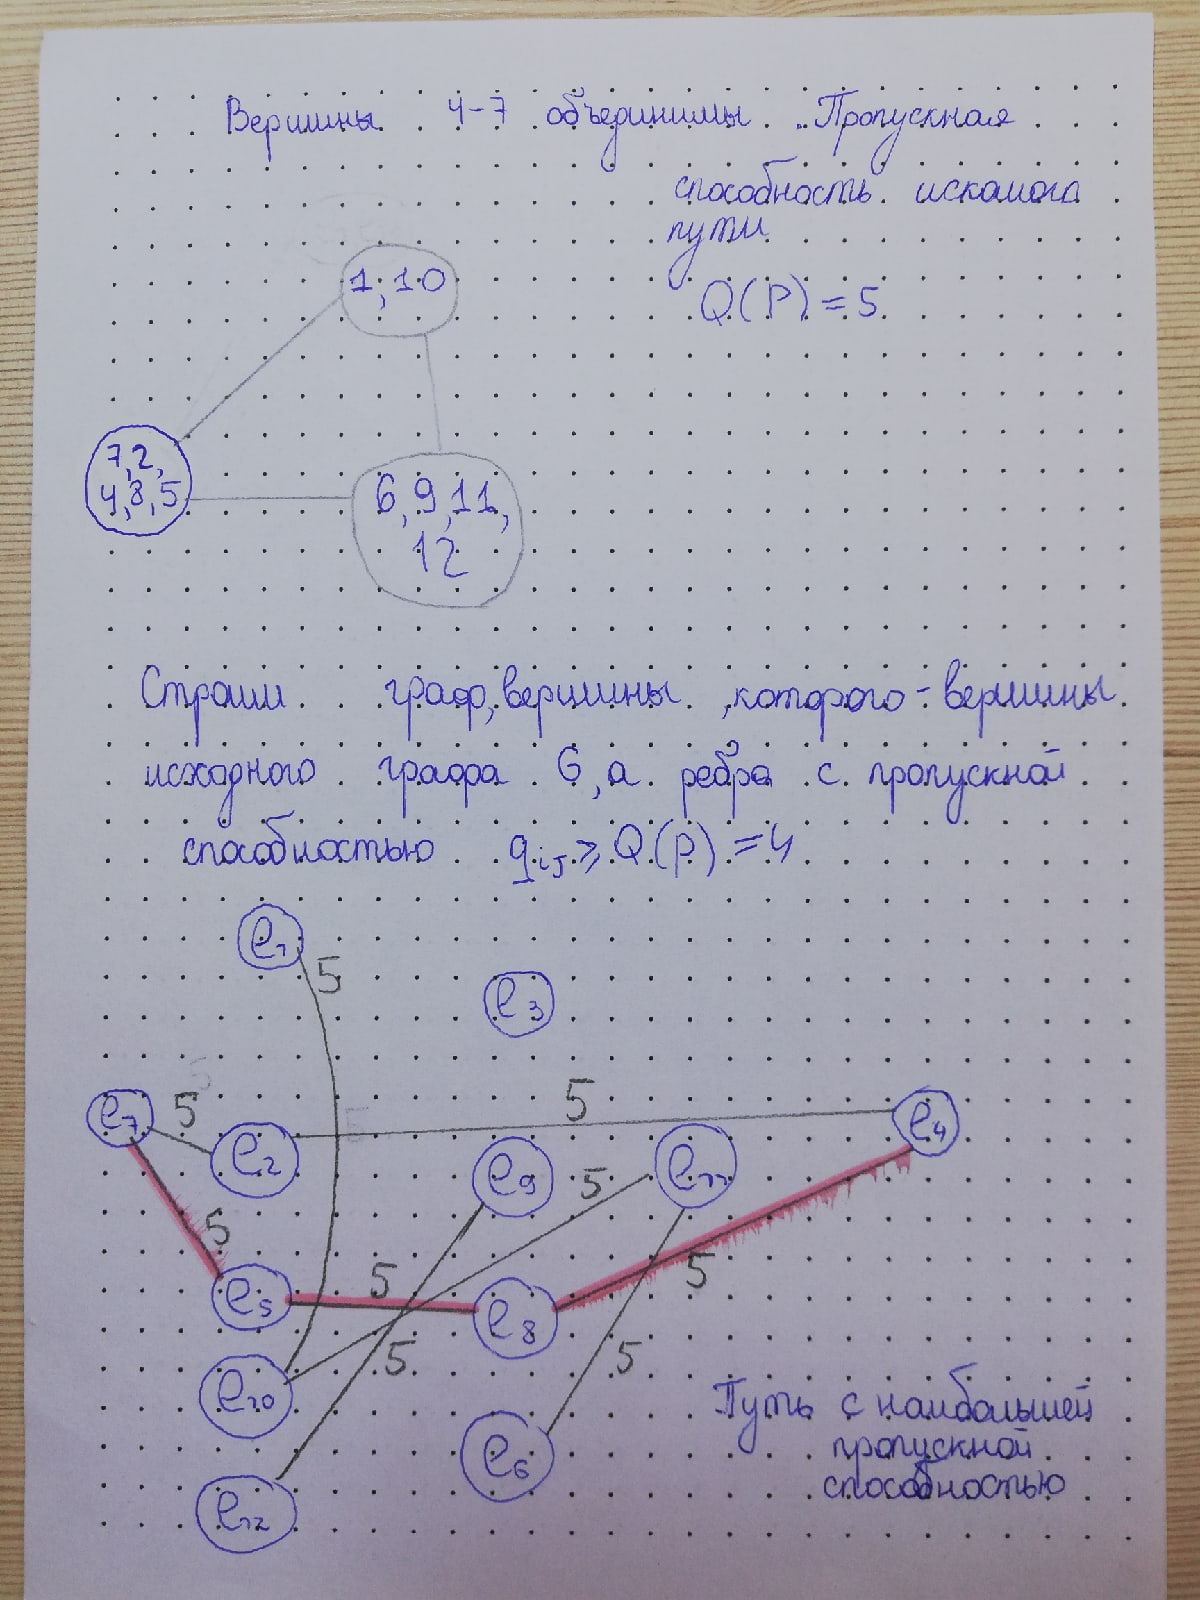 Вершины 4-7 объединимы. Пропускная
способность искомого
пути
Q(P) = 5
1, 10
7, 2,
4, 8, 5
6, 9, 11,
12
Строим граф, вершины которого - вершины
исходного графа G, а ребра с пропускной
способностью qij ≥ Q(p) = 4
e1
5
e3
e7
5
5
e4
e2
e9
5
e11
5
e5
5
e8
5
5
5
e10
e6
Путь с наибольшей
пропускной
способностью
e12